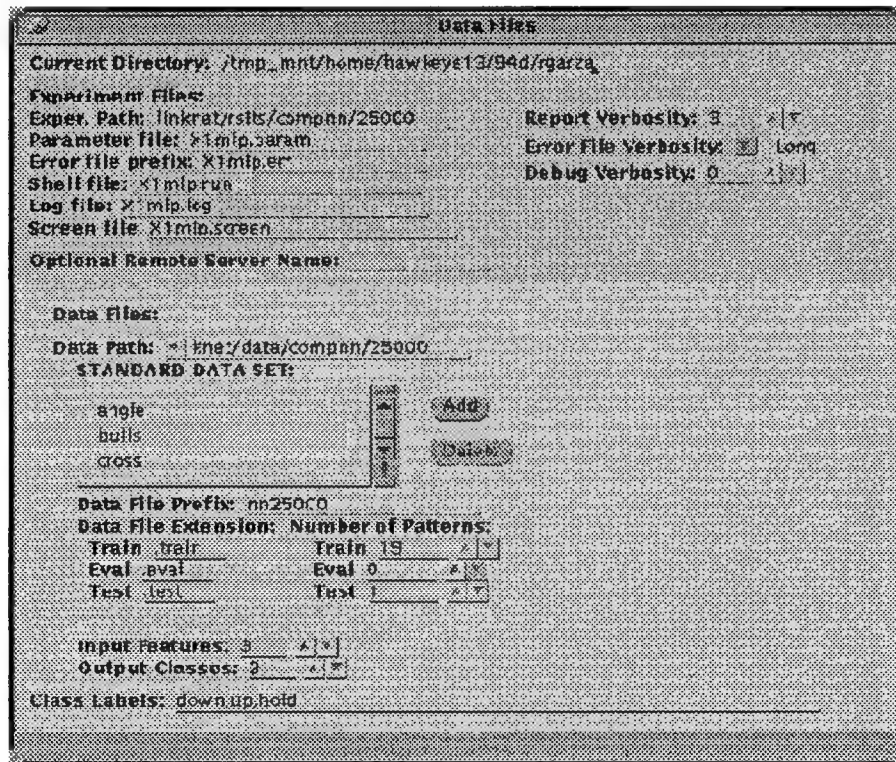 Data Files
Current Directory: /tmp_mnt/home/hawkeye13/94d/rgarza
Experiment Files:
Exper. Path: linkrat/rslts/compnn/25000
Report Verbosity: 3
Parameter file: X1mlp.param
Error File Verbosity: Long
Error file prefix: X1mlp.err
Debug Verbosity: 0
Shell file: X1mlp.run
Log file: X1mlp.log
Screen file X1mlp.screen
Optional Remote Server Name:
Data Files:
Data Path: /data/compnn/25000
STANDARD DATA SET:
angle
bulls
cross
Add
Delete
Data File Prefix: nn25000
Data File Extension: Number of Patterns:
Train .train Train 19
Eval .eval Eval 0
Test .test Test 1
Input Features:
Output Classes: 3
Class Labels: down,up,hold